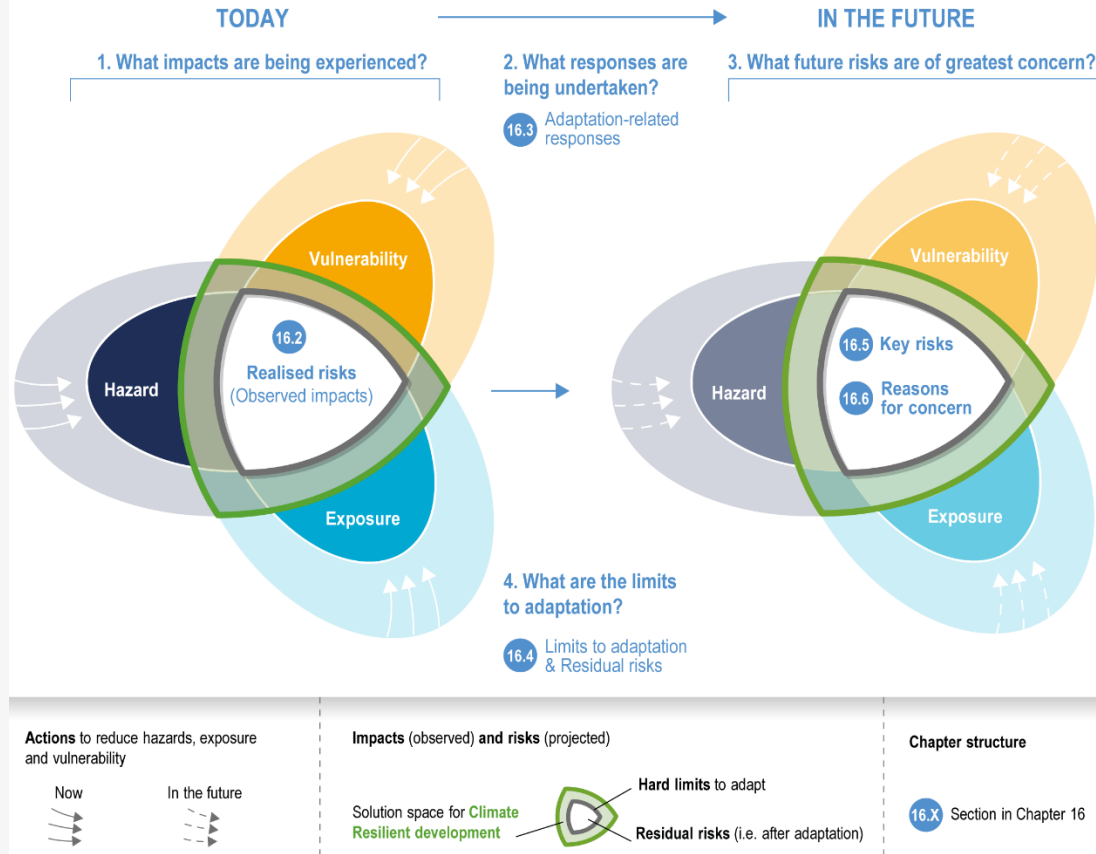 TODAY
IN THE FUTURE
1. What impacts are being experienced?
2. What responses are
being undertaken?
16.3
Adaptation-related
responses
3. What future risks are of greatest concern?
Vulnerability
Hazard
16.2
Realised risks
(Observed impacts)
Exposure
Vulnerability
Hazard
16.5
Key risks
16.6
Reasons
for concern
Exposure
4. What are the limits
to adaptation?
16.4
Limits to adaptation
& Residual risks
Actions to reduce hazards, exposure
and vulnerability
Now
In the future
Impacts (observed) and risks (projected)
Solution space for Climate
Resilient development
Hard limits to adapt
Residual risks (i.e. after adaptation)
Chapter structure
16.X
Section in Chapter 16